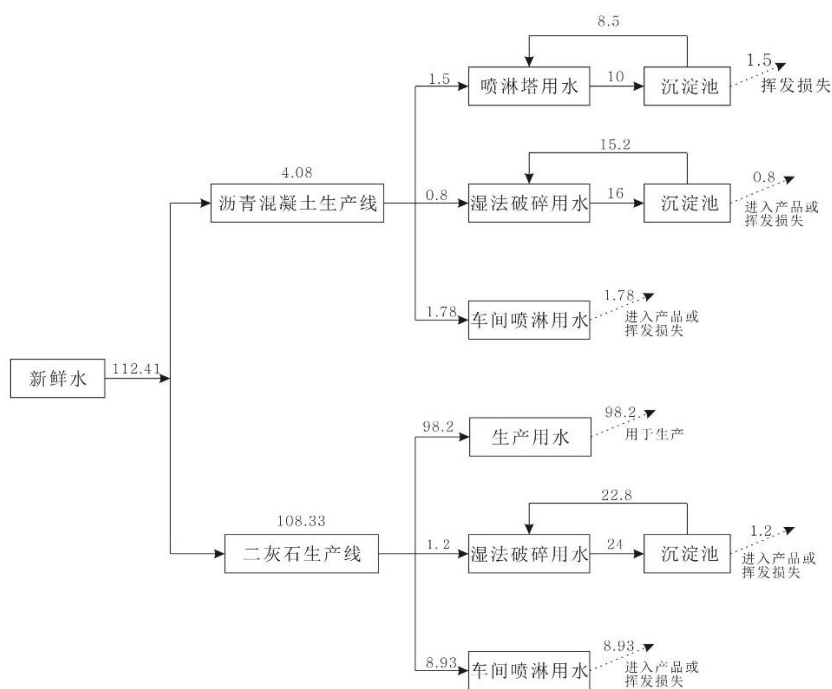 8.5
1.5
喷淋塔用水
10
沉淀池
1.5
挥发损失
4.08
沥青混凝土生产线
15.2
0.8
湿法破碎用水
16
沉淀池
0.8
进入产品或
挥发损失
1.78
车间喷淋用水
1.78
进入产品或
挥发损失
新鲜水
112.41
98.2
生产用水
98.2
用于生产
108.33
二灰石生产线
22.8
1.2
湿法破碎用水
24
沉淀池
1.2
进入产品或
挥发损失
8.93
车间喷淋用水
8.93
进入产品或
挥发损失